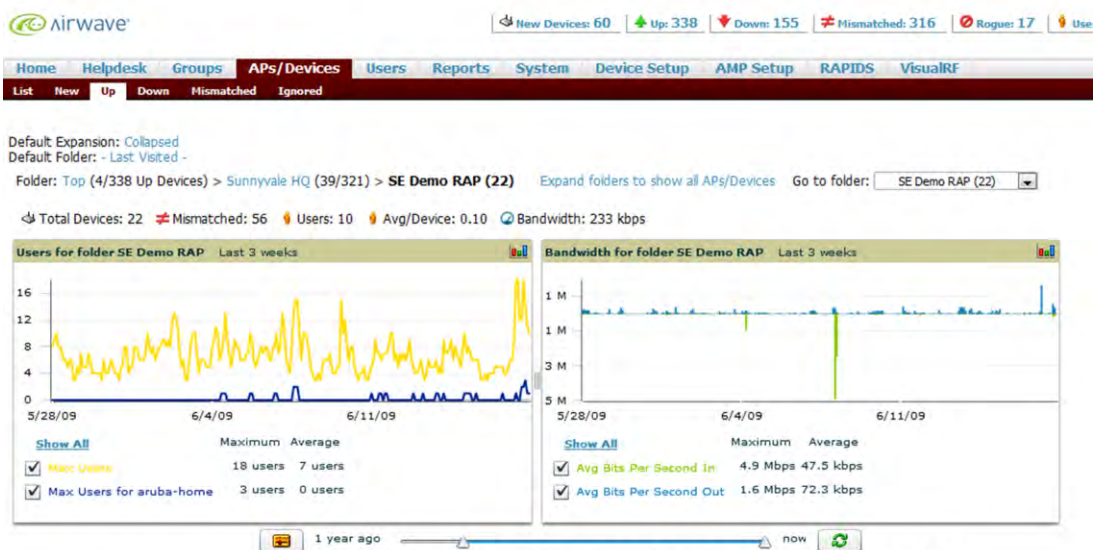 Airwave
New Devices: 60 Up: 338 Down: 155 Mismatched: 316 Rogue: 17 Use
Home Helpdesk Groups APs/Devices Users Reports System Device Setup AMP Setup RAPIDS VisualRF
List New Up Down Mismatched Ignored
Default Expansion: Collapsed
Default Folder: - Last Visited -
Folder: Top (4/338 Up Devices) > Sunnyvale HQ (39/321) > SE Demo RAP (22) Expand folders to show all APs/Devices Go to folder: SE Demo RAP (22)
Total Devices: 22 Mismatched: 56 Users: 10 Avg/Device: 0.10 Bandwidth: 233 kbps
Users for folder SE Demo RAP Last 3 weeks
16
12
8
4
0
5/28/09 6/4/09 6/11/09
Show All Maximum Average
Max Users 18 users 7 users
Max Users for aruba-home 3 users 0 users
Bandwidth for folder SE Demo RAP Last 3 weeks
1 M
1 M
3 M
5 M
5/28/09 6/4/09 6/11/09
Show All Maximum Average
Avg Bits Per Second In 4.9 Mbps 47.5 kbps
Avg Bits Per Second Out 1.6 Mbps 72.3 kbps
1 year ago now